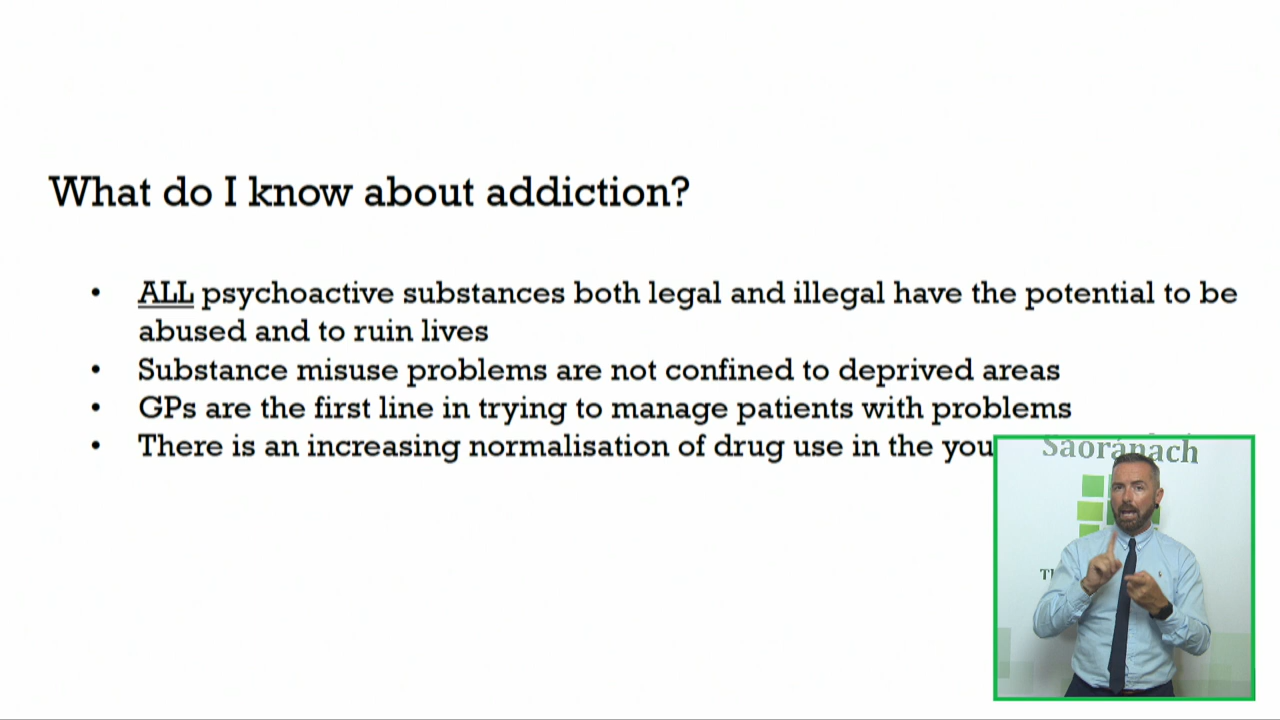 What do I know about addiction?
• ALL psychoactive substances both legal and illegal have the potential to be
abused and to ruin lives
• Substance misuse problems are not confined to deprived areas
• GPs are the first line in trying to manage patients with problems
• There is an increasing normalisation of drug use in the
Saoránach